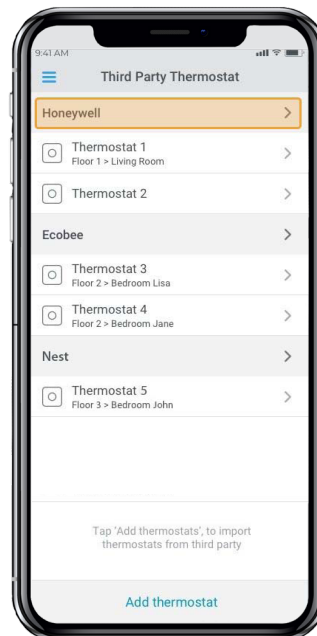 9:41 AM
Third Party Thermostat
Honeywell
Thermostat 1
Floor 1 > Living Room
Thermostat 2
Ecobee
Thermostat 3
Floor 2 > Bedroom Lisa
Thermostat 4
Floor 2 > Bedroom Jane
Nest
Thermostat 5
Floor 3 > Bedroom John
Tap 'Add thermostats', to import
thermostats from third party
Add thermostat